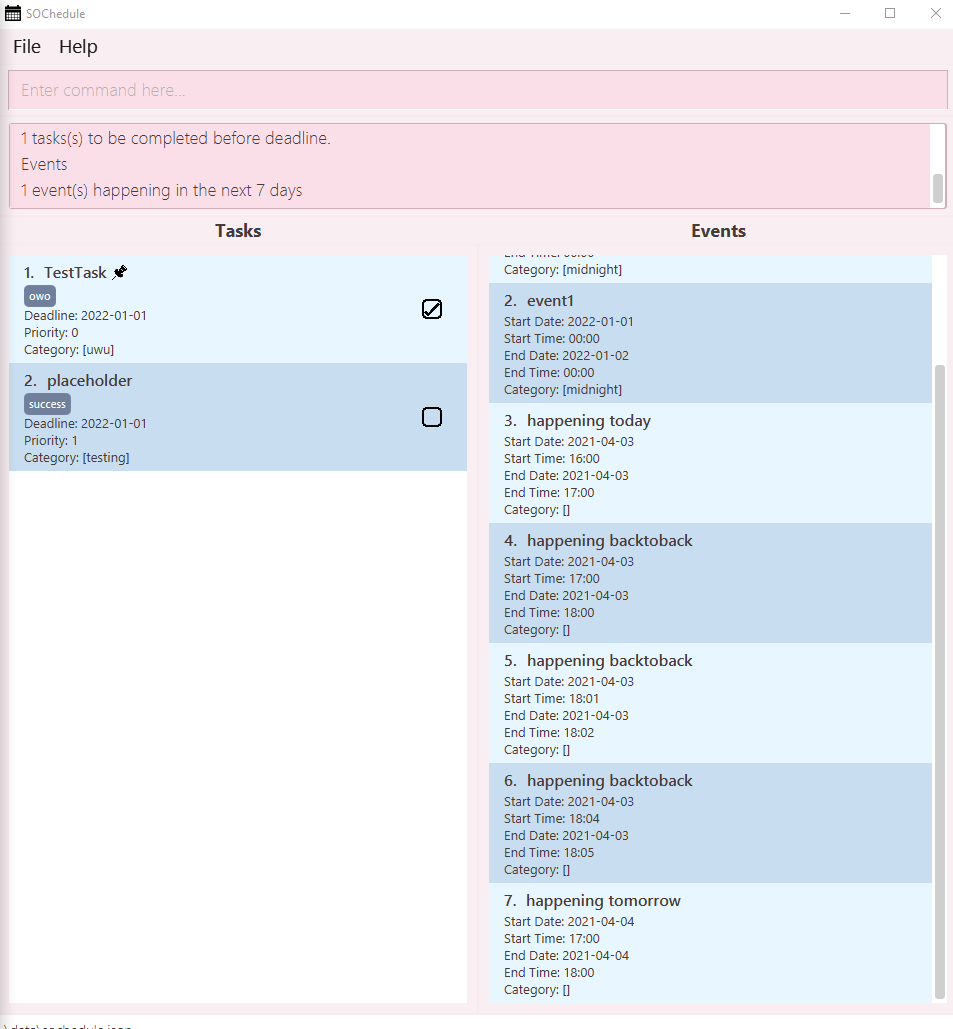 SOChedule
File Help
Enter command here...
1 tasks(s) to be completed before deadline.
Events
1 event(s) happening in the next 7 days
Tasks
1. TestTask
owo
Deadline: 2022-01-01
Priority: 0
Category: [uwu]
2. placeholder
success
Deadline: 2022-01-01
Priority: 1
Category: [testing]
Events
Category: [midnight]
2. event1
Start Date: 2022-01-01
Start Time: 00:00
End Date: 2022-01-02
End Time: 00:00
Category: [midnight]
3. happening today
Start Date: 2021-04-03
Start Time: 16:00
End Date: 2021-04-03
End Time: 17:00
Category: []
4. happening backtoback
Start Date: 2021-04-03
Start Time: 17:00
End Date: 2021-04-03
End Time: 18:00
Category: []
5. happening backtoback
Start Date: 2021-04-03
Start Time: 18:01
End Date: 2021-04-03
End Time: 18:02
Category: []
6. happening backtoback
Start Date: 2021-04-03
Start Time: 18:04
End Date: 2021-04-03
End Time: 18:05
Category: []
7. happening tomorrow
Start Date: 2021-04-04
Start Time: 17:00
End Date: 2021-04-04
End Time: 18:00
Category: []